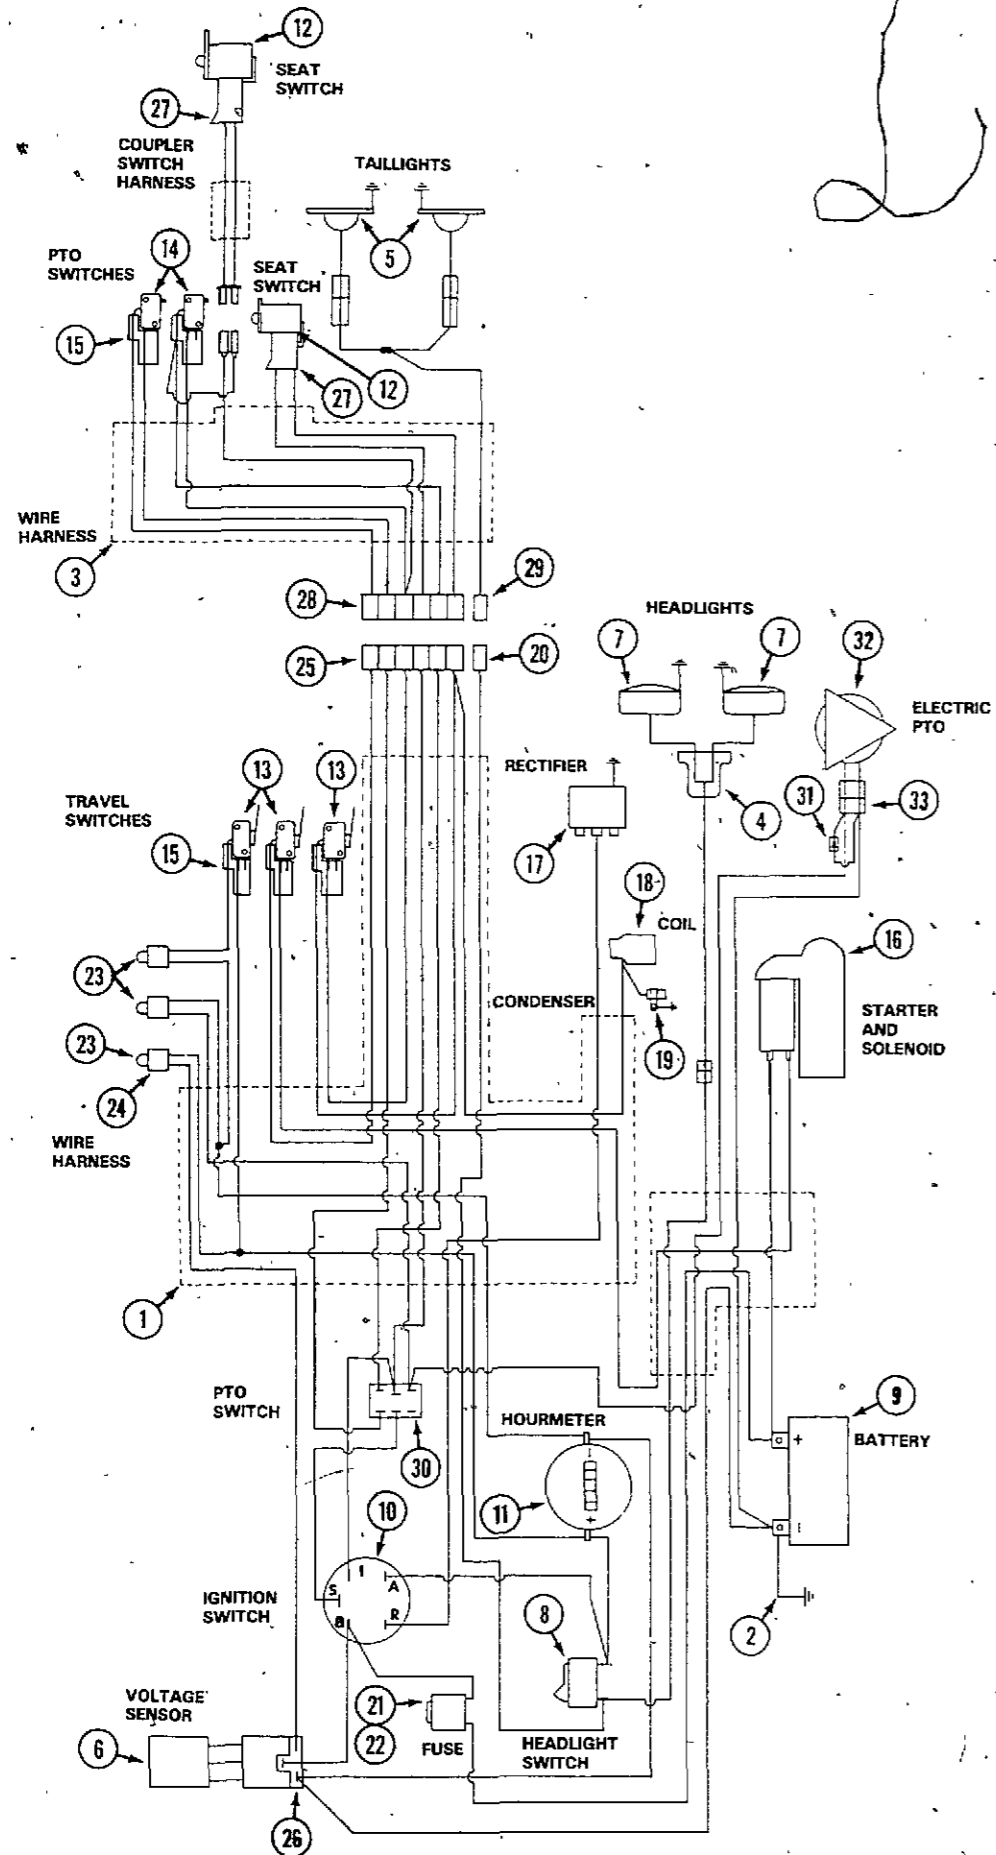 12
SEAT
SWITCH
27
COUPLER
SWITCH
HARNESS
TAILLIGHTS
5
PTO
SWITCHES
14
SEAT
SWITCH
15
12
27
WIRE
HARNESS
3
28
29
25
20
HEADLIGHTS
7
7
32
ELECTRIC
PTO
RECTIFIER
13
13
TRAVEL
SWITCHES
31
33
4
15
17
18
COIL
16
23
CONDENSER
STARTER
AND
SOLENOID
23
19
24
WIRE
HARNESS
1
PTO
SWITCH
9
HOURMETER
+
BATTERY
30
-
11
+
-
10
I
S
A
IGNITION
SWITCH
B
R
8
2
VOLTAGE
SENSOR
21
6
22
FUSE
HEADLIGHT
SWITCH
26